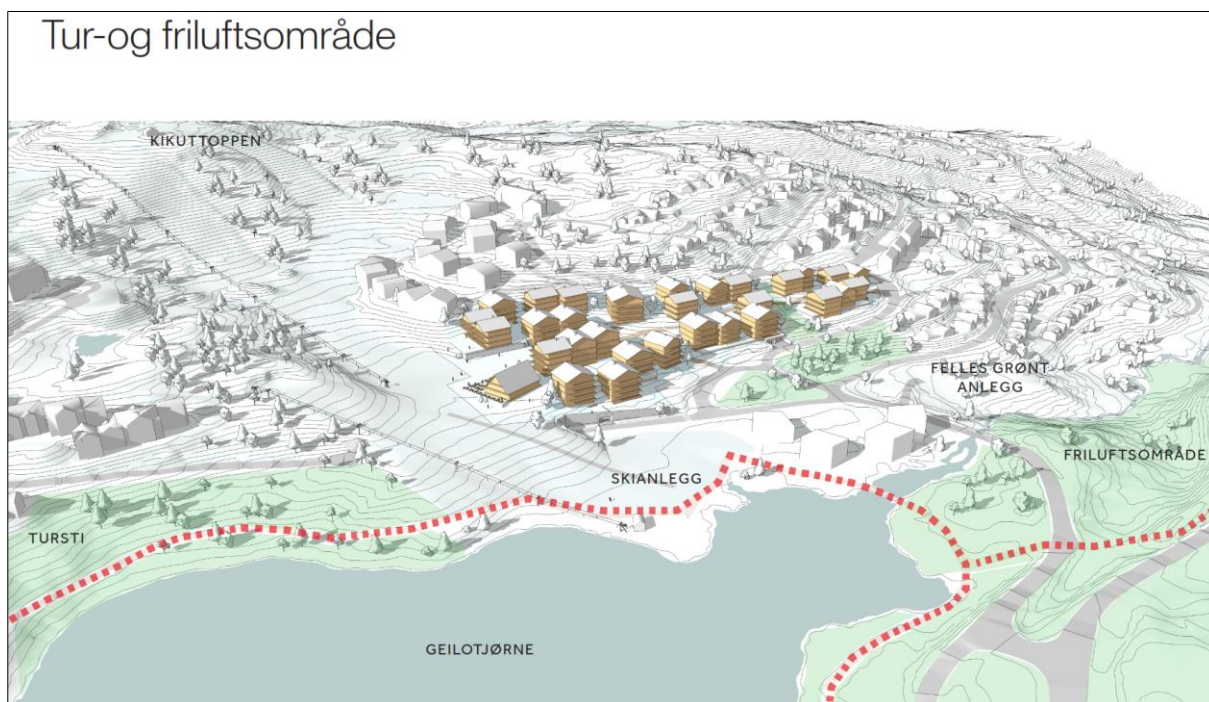 Tur-og friluftsområde
KIKUTTOPPEN
FELLES GRØNT
ANLEGG
FRILUFTSOMRÅDE
SKIANLEGG
TURSTI
GEILOTJØRNE